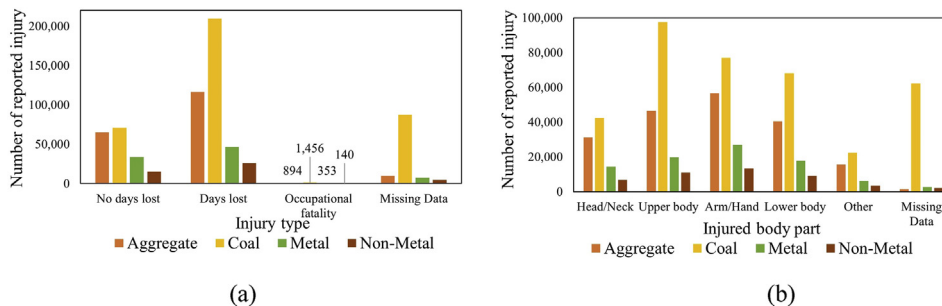 Number of reported injury
200,000
150,000
100,000
50,000
0
1,456
894
353
140
No days lost
Days lost
Occupational
fatality
Missing Data
Injury type
Aggregate
Coal
Metal
Non-Metal
(a)
Number of reported injury
100,000
80,000
60,000
40,000
20,000
0
Head/Neck
Upper body
Arm/Hand
Lower body
Other
Missing
Data
Injured body part
Aggregate
Coal
Metal
Non-Metal
(b)